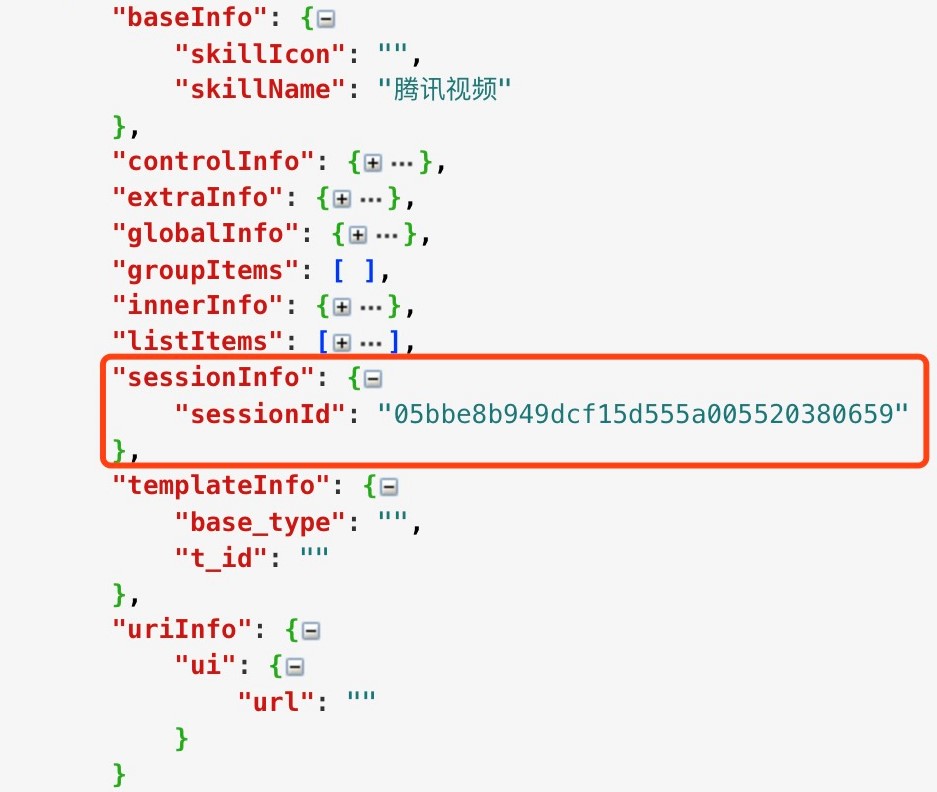 "baseInfo": {
"skillIcon": "",
"skillName": "腾讯视频"
},
"controlInfo": {...},
"extraInfo": {...},
"globalInfo": {...},
"groupItems": [ ],
"innerInfo": {...},
"listItems": [...],
"sessionInfo": {
"sessionId": "05bbe8b949dcf15d555a005520380659"
},
"templateInfo": {
"base_type": "",
"t_id": ""
},
"uriInfo": {
"ui": {
"url": ""
}
}